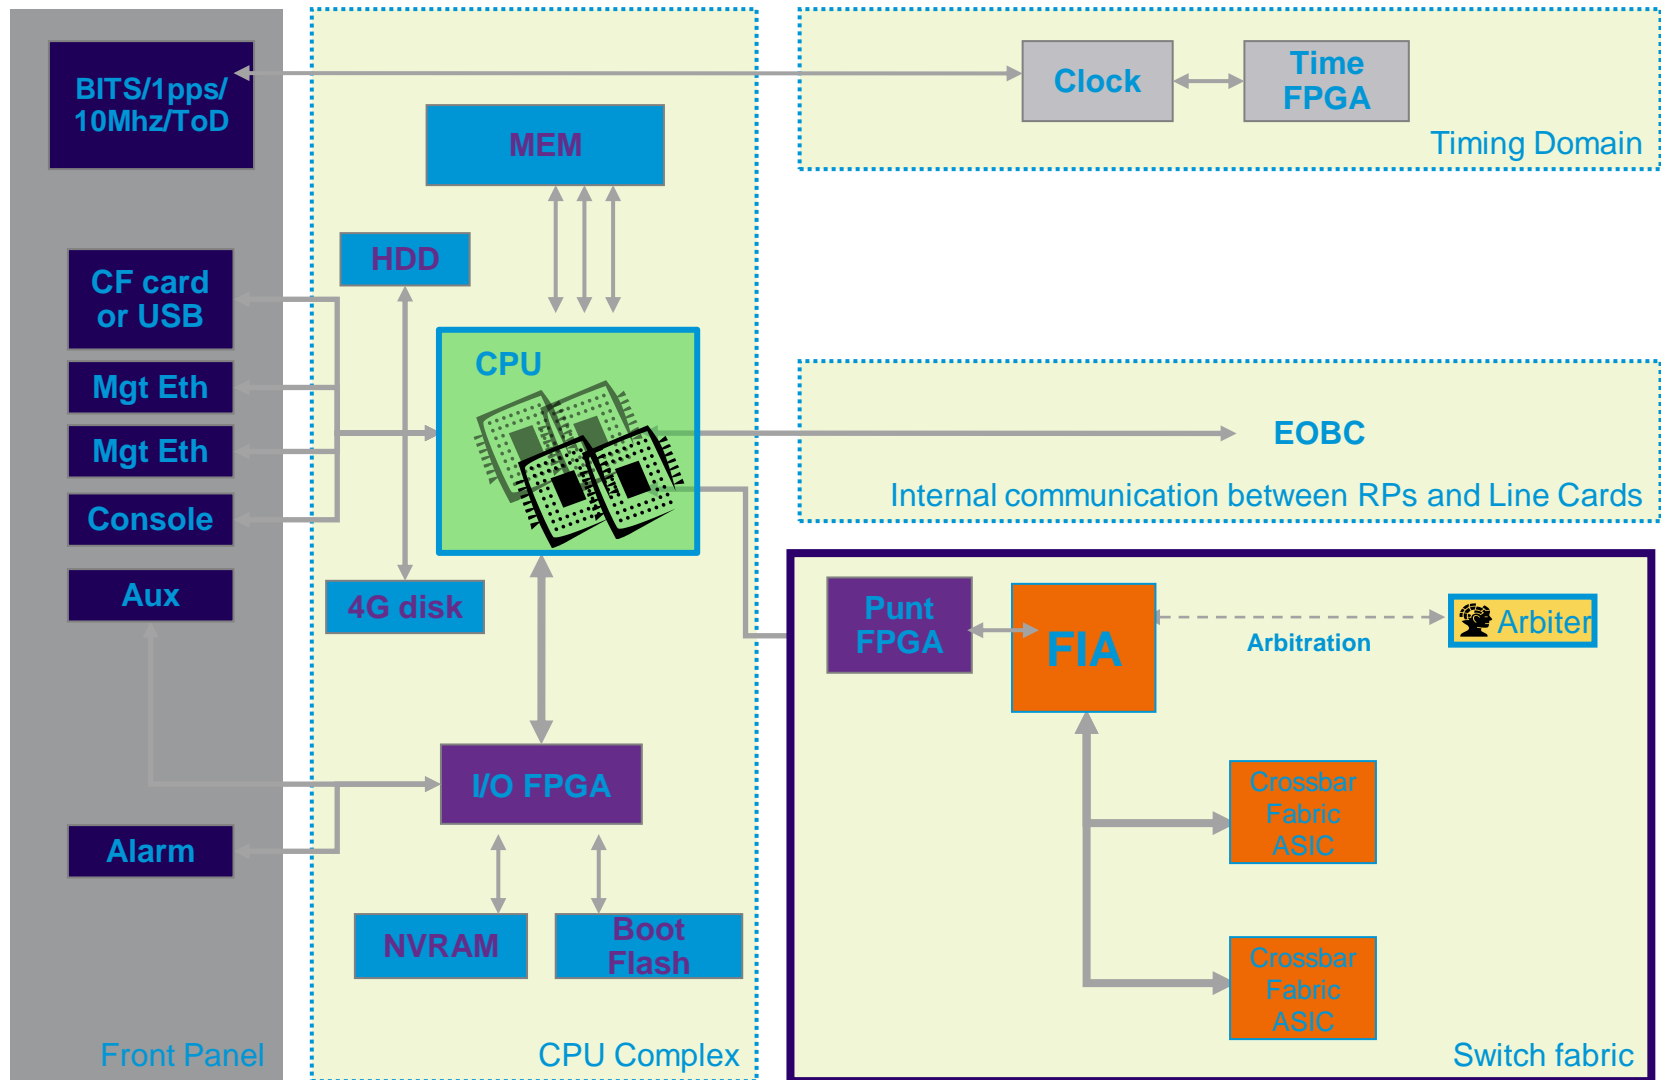 BITS/1pps/
10Mhz/ToD
CF card
or USB
Mgt Eth
Mgt Eth
Console
Aux
Alarm
Front Panel
MEM
HDD
CPU
4G disk
I/O FPGA
NVRAM
Boot
Flash
CPU Complex
Clock
Time
FPGA
Timing Domain
EOBC
Internal communication between RPs and Line Cards
Punt
FPGA
FIA
Arbitration
Arbiter
Crossbar
Fabric
ASIC
Crossbar
Fabric
ASIC
Switch fabric